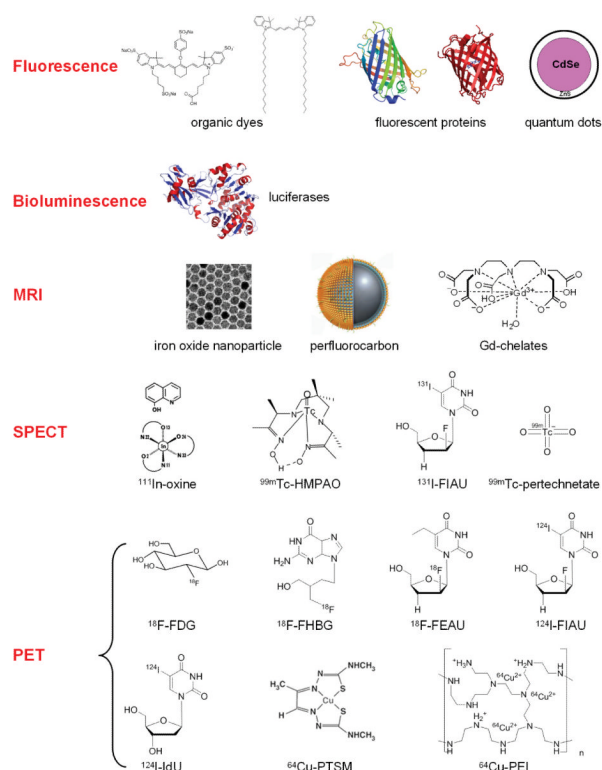 Fluorescence
organic dyes
fluorescent proteins
CdSe
ZnS
quantum dots
Bioluminescence
luciferases
MRI
iron oxide nanoparticle
perfluorocarbon
Gd-chelates
SPECT
¹¹¹In-oxine
⁹⁹ᵐTc-HMPAO
¹³¹I-FIAU
⁹⁹ᵐTc-pertechnetate
PET
¹⁸F-FDG
¹⁸F-FHBG
¹⁸F-FEAU
¹²⁴I-FIAU
¹²⁴I-IdU
⁶⁴Cu-PTSM
⁶⁴Cu-PEI